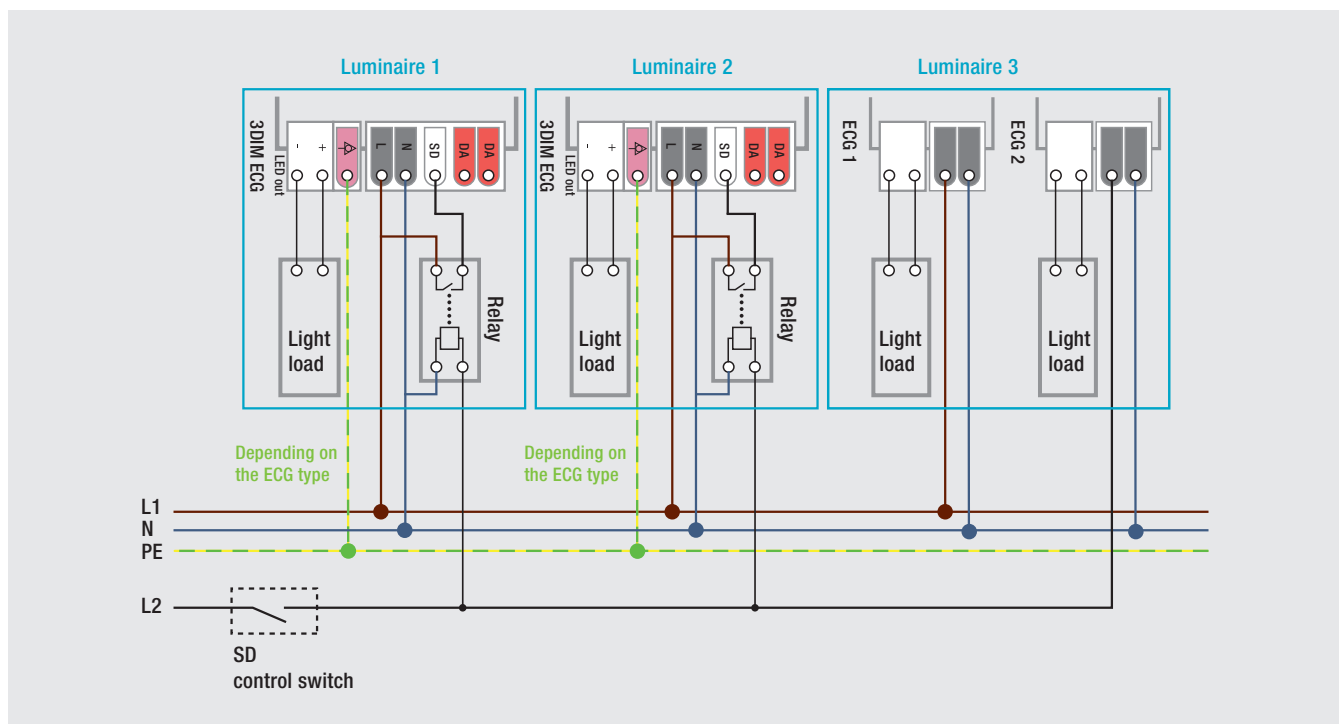 Luminaire 1
Luminaire 2
Luminaire 3
3DIM ECG
LED out
-
+
L
N
SD
DA
DA
3DIM ECG
LED out
-
+
L
N
SD
DA
DA
ECG 1
ECG 2
Light
load
Relay
Light
load
Relay
Light
load
Light
load
Depending on
the ECG type
Depending on
the ECG type
L1
N
PE
L2
SD
control switch